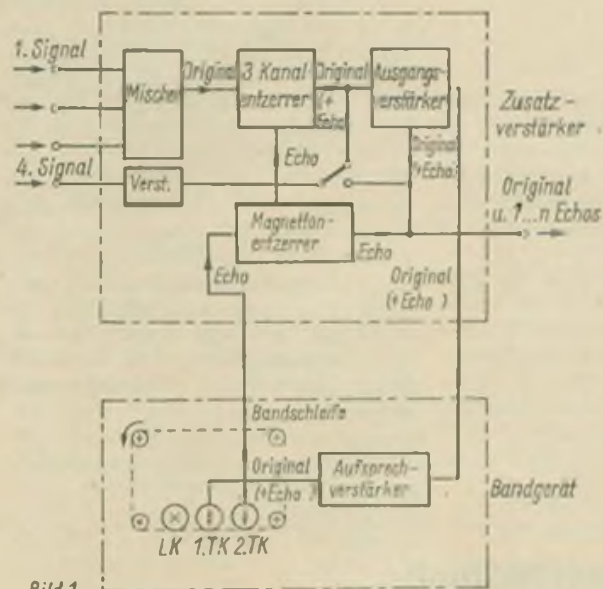 1. Signal
Mischer
Original
3 Kanal-
entzerrer
Original
(+
Echo)
Ausgangs-
verstärker
Zusatz-
verstärker
Echo
Original
(+Echo)
4. Signal
Verst.
Original
u. 1...n Echos
Magnetton-
entzerrer
Echo
Echo
Original
(+Echo)
Bandschleife
Original
(+Echo)
Aufsprech-
verstärker
Bandgerät
LK 1.TK 2.TK
Bild 1